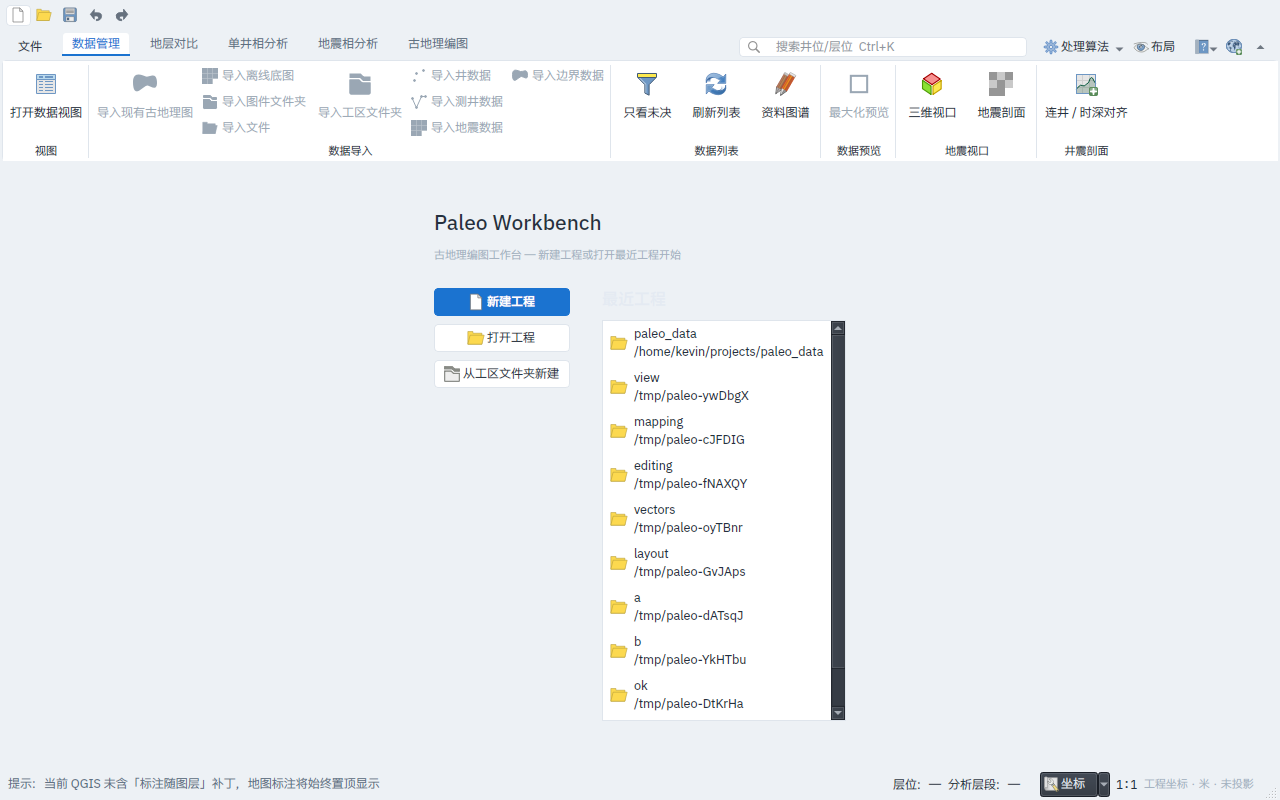 文件
数据管理
地层对比
单井相分析
地震相分析
古地理编图
搜索井位/层位 Ctrl+K
处理算法
布局
打开数据视图
视图
导入现有古地理图
导入离线底图
导入图件文件夹
导入文件
导入工区文件夹
导入井数据
导入测井数据
导入地震数据
导入边界数据
数据导入
只看未决
刷新列表
资料图谱
数据列表
最大化预览
数据预览
三维视口
地震剖面
地震视口
连井 / 时深对齐
井震剖面
Paleo Workbench
古地理编图工作台 — 新建工程或打开最近工程开始
新建工程
打开工程
从工区文件夹新建
最近工程
paleo_data
/home/kevin/projects/paleo_data
view
/tmp/paleo-ywDbgX
mapping
/tmp/paleo-cJFDIG
editing
/tmp/paleo-fNAXQY
vectors
/tmp/paleo-oyTBnr
layout
/tmp/paleo-GvJAps
a
/tmp/paleo-dATsqJ
b
/tmp/paleo-YkHTbu
ok
/tmp/paleo-DtKrHa
提示：当前 QGIS 未含「标注随图层」补丁，地图标注将始终置顶显示
层位： — 分析层段： —
坐标
1:1
工程坐标 · 米 · 未投影